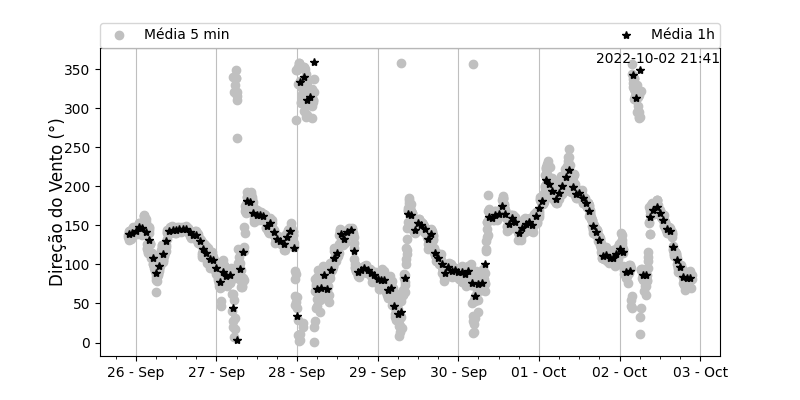 Média 5 min
Média 1h
2022-10-02 21:41
Direção do Vento (°)
350
300
250
200
150
100
50
0
26 - Sep
27 - Sep
28 - Sep
29 - Sep
30 - Sep
01 - Oct
02 - Oct
03 - Oct